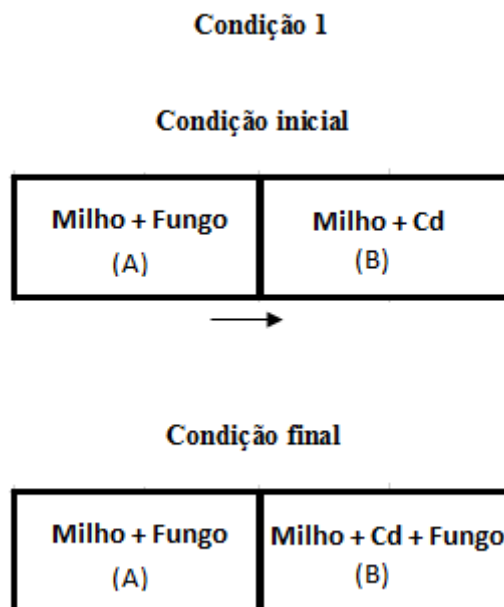 Condição 1
Condição inicial
Milho + Fungo
(A)
Milho + Cd
(B)
Condição final
Milho + Fungo
(A)
Milho + Cd + Fungo
(B)